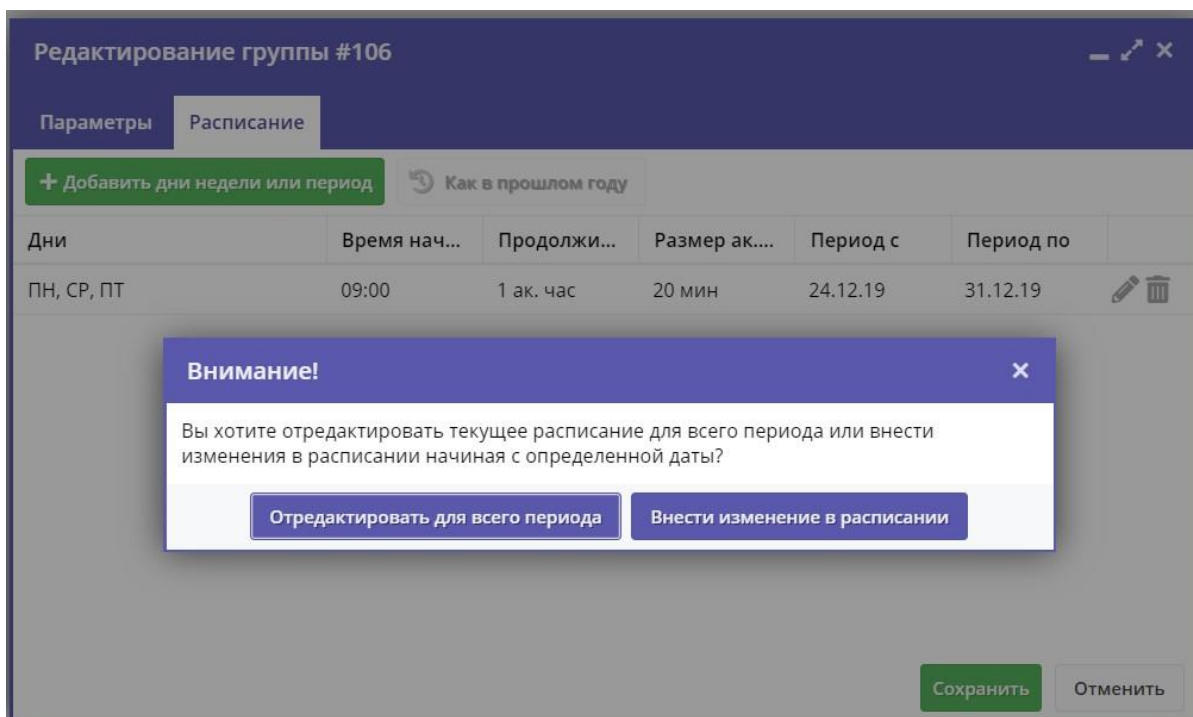 Редактирование группы #106
Параметры Расписание
Добавить дни недели или период Как в прошлом году
Дни Время нач... Продолжи... Размер ак.... Период с Период по
ПН, СР, ПТ 09:00 1 ак. час 20 мин 24.12.19 31.12.19
Внимание!
Вы хотите отредактировать текущее расписание для всего периода или внести
изменения в расписании начиная с определенной даты?
Отредактировать для всего периода Внести изменение в расписании
Сохранить Отменить